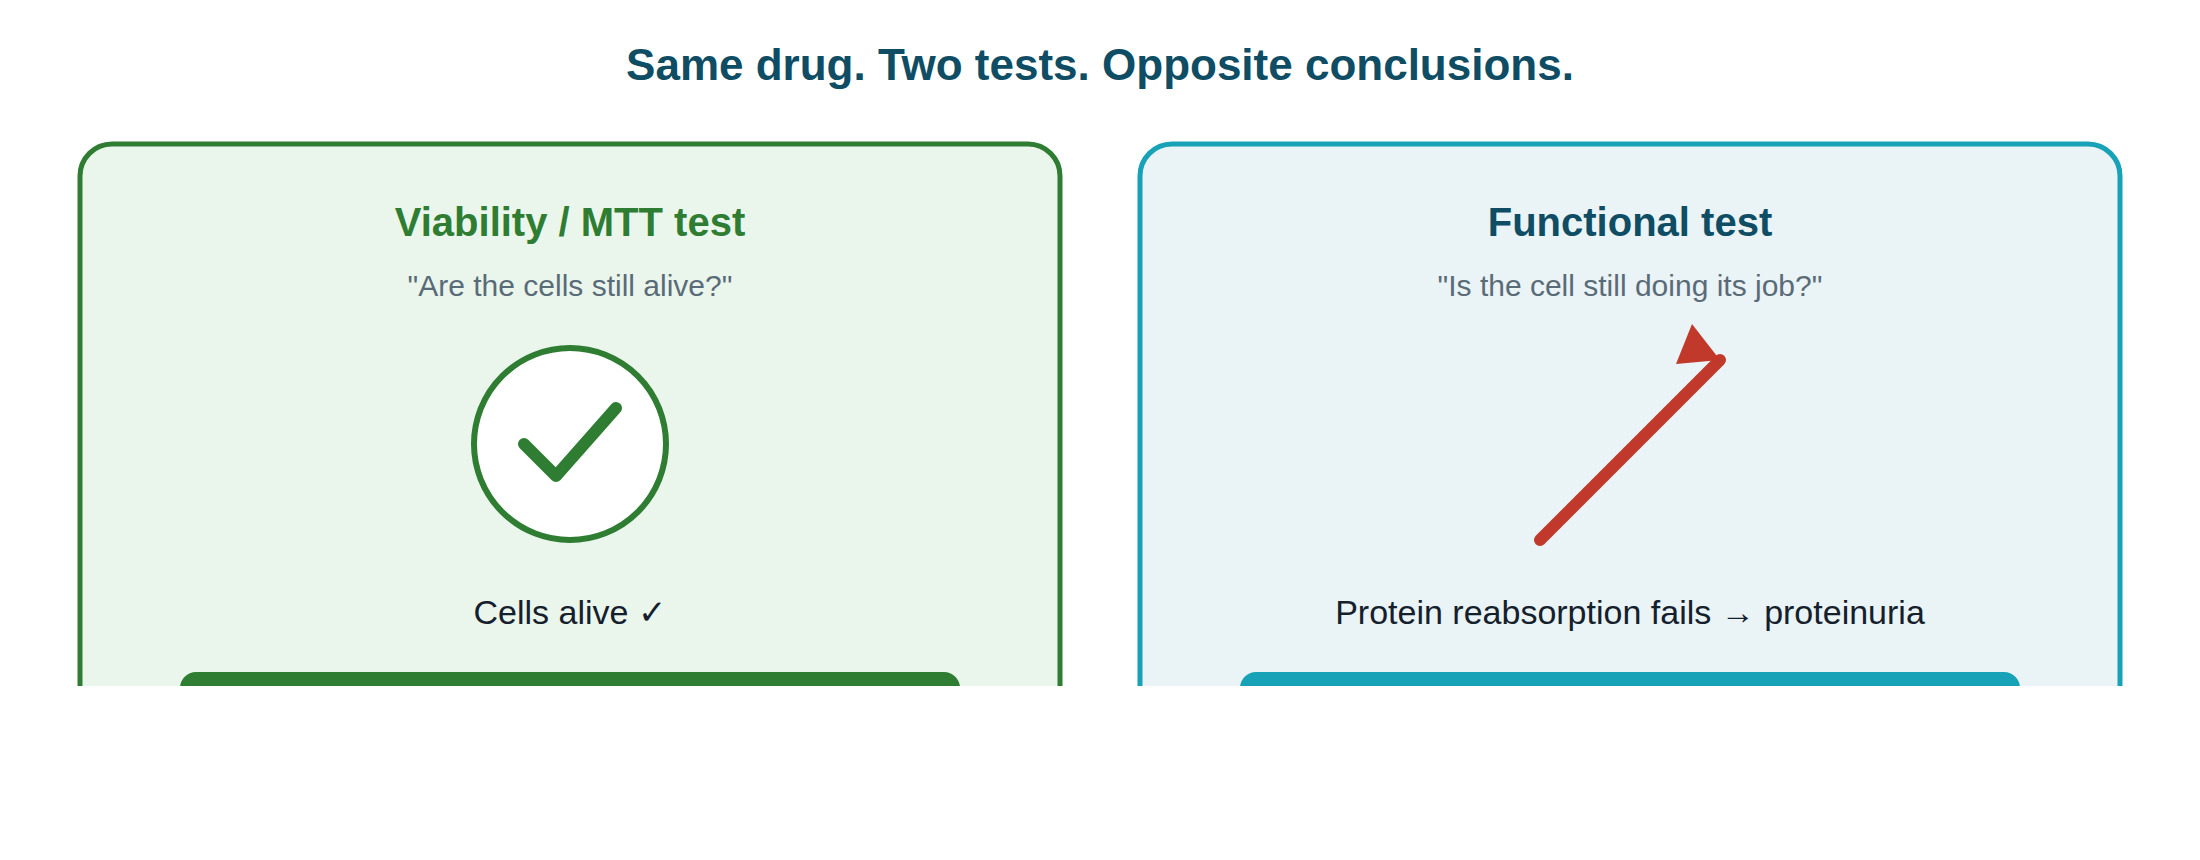 Same drug. Two tests. Opposite conclusions.
Viability / MTT test
"Are the cells still alive?"
Cells alive ✓
Functional test
"Is the cell still doing its job?"
Protein reabsorption fails → proteinuria